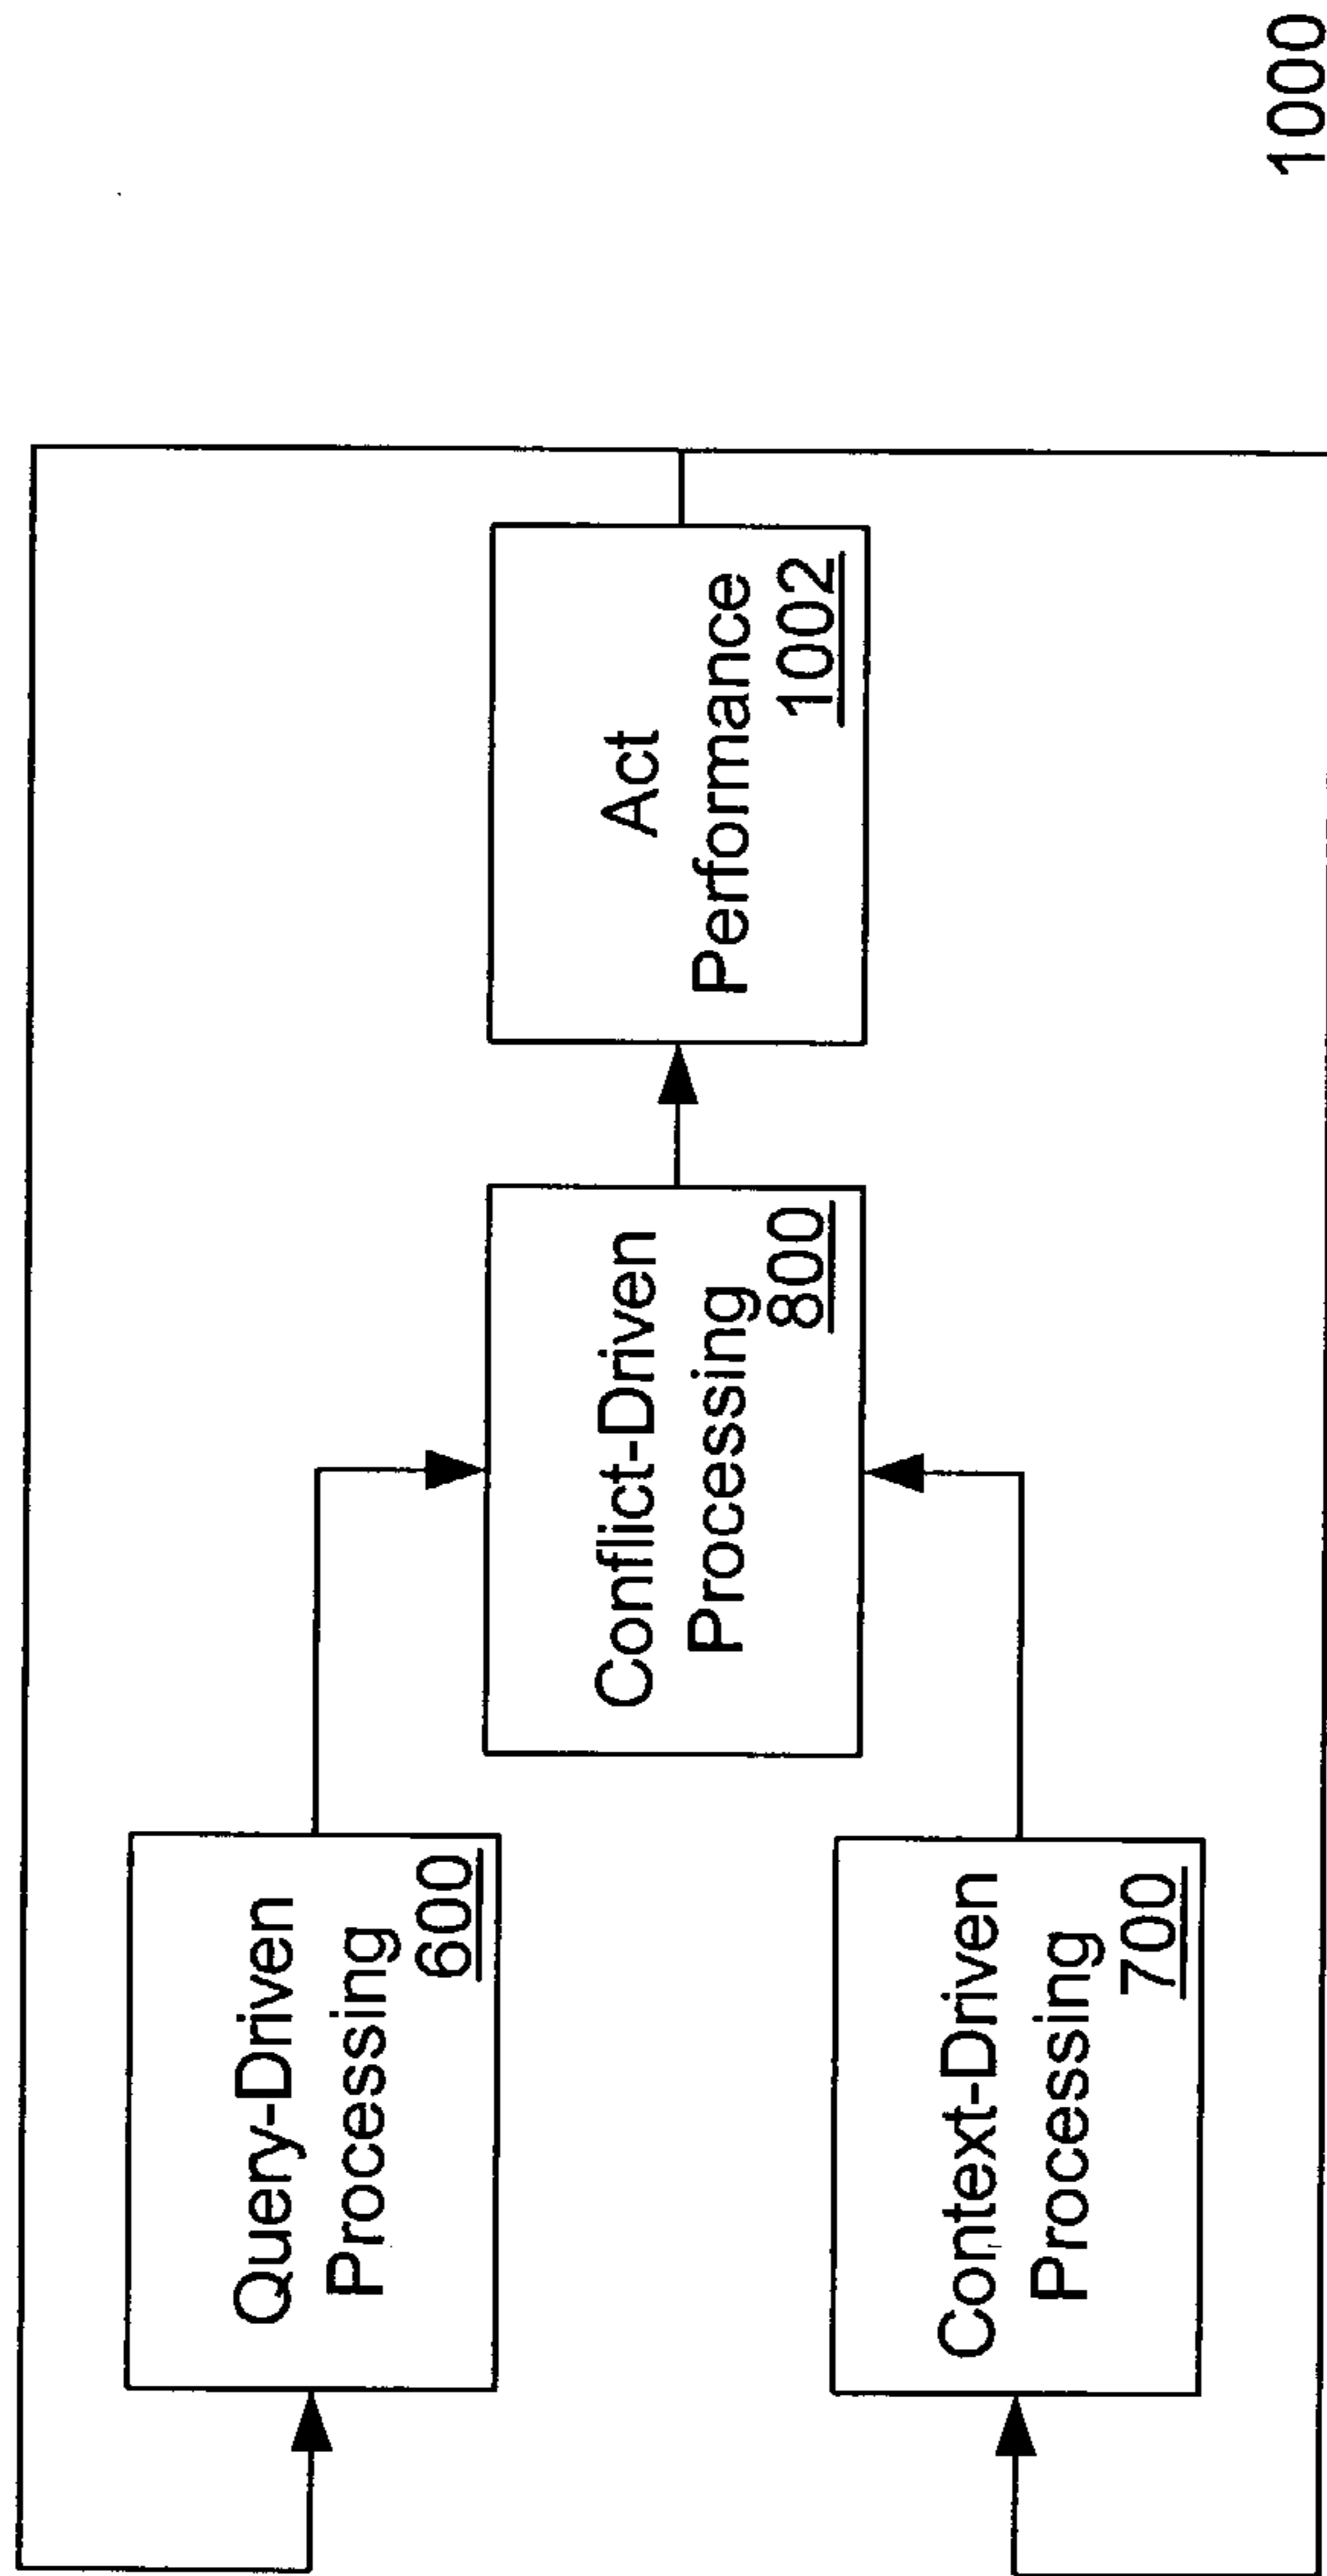 Query-Driven
Processing
600
Context-Driven
Processing
700
Conflict-Driven
Processing
800
Act
Performance
1002
1000